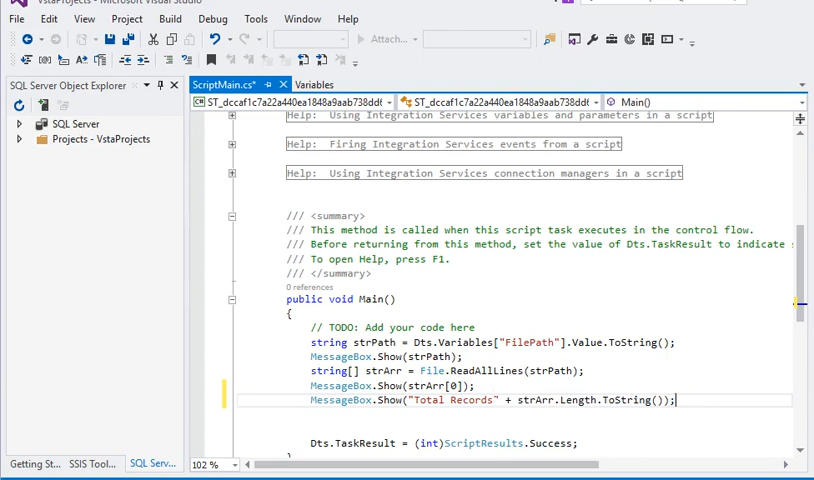 VstaProjects - Microsoft Visual Studio
File Edit View Project Build Debug Tools Window Help
Attach...
SQL Server Object Explorer
ScriptMain.cs* Variables
ST_dccaf1c7a22a440ea1848a9aab738dd6 ST_dccaf1c7a22a440ea1848a9aab738dd6 Main()
SQL Server
Projects - VstaProjects
Help: Using Integration Services variables and parameters in a script
Help: Firing Integration Services events from a script
Help: Using Integration Services connection managers in a script
/// <summary>
/// This method is called when this script task executes in the control flow.
/// Before returning from this method, set the value of Dts.TaskResult to indicate s
/// To open Help, press F1.
/// </summary>
0 references
public void Main()
{
// TODO: Add your code here
string strPath = Dts.Variables["FilePath"].Value.ToString();
MessageBox.Show(strPath);
string[] strArr = File.ReadAllLines(strPath);
MessageBox.Show(strArr[0]);
MessageBox.Show("Total Records" + strArr.Length.ToString());
Dts.TaskResult = (int)ScriptResults.Success;
}
Getting St... SSIS Tool... SQL Serv...
102 %